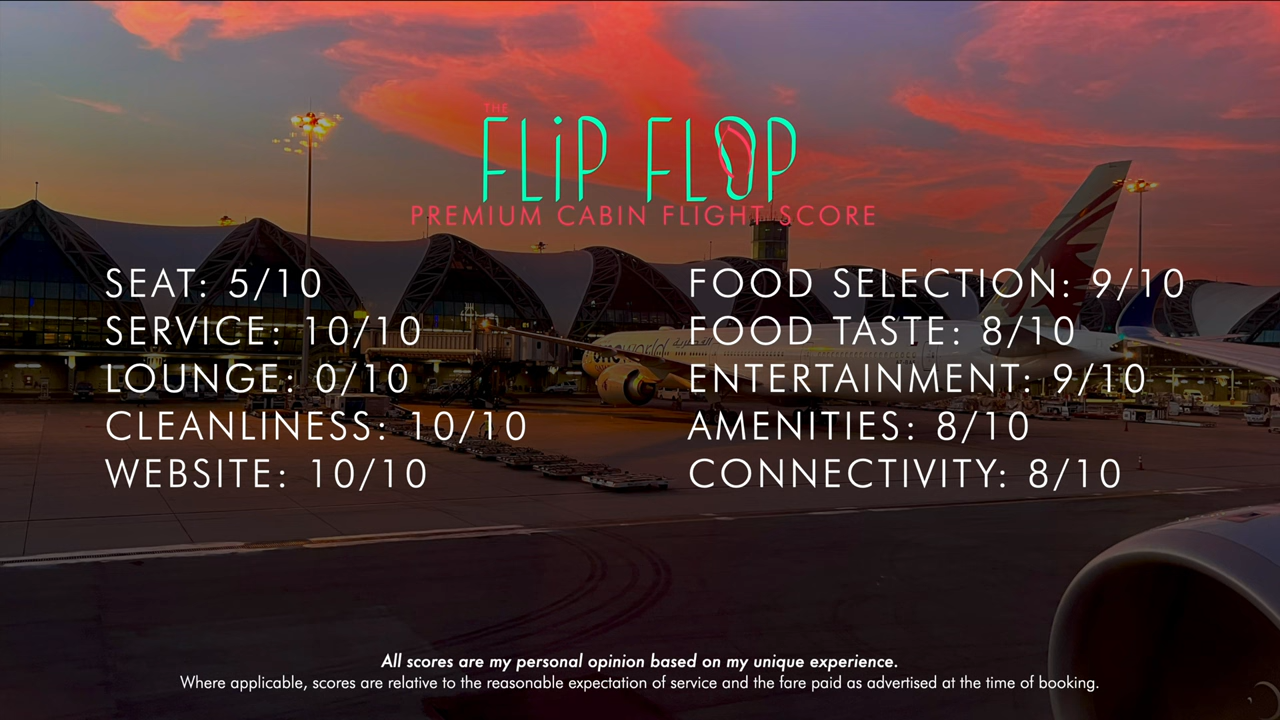 THE
FLiP FLOP
PREMIUM CABIN FLIGHT SCORE
SEAT: 5/10
SERVICE: 10/10
LOUNGE: 0/10
CLEANLINESS: 10/10
WEBSITE: 10/10
FOOD SELECTION: 9/10
FOOD TASTE: 8/10
ENTERTAINMENT: 9/10
AMENITIES: 8/10
CONNECTIVITY: 8/10
oneworld القطرية
All scores are my personal opinion based on my unique experience.
Where applicable, scores are relative to the reasonable expectation of service and the fare paid as advertised at the time of booking.